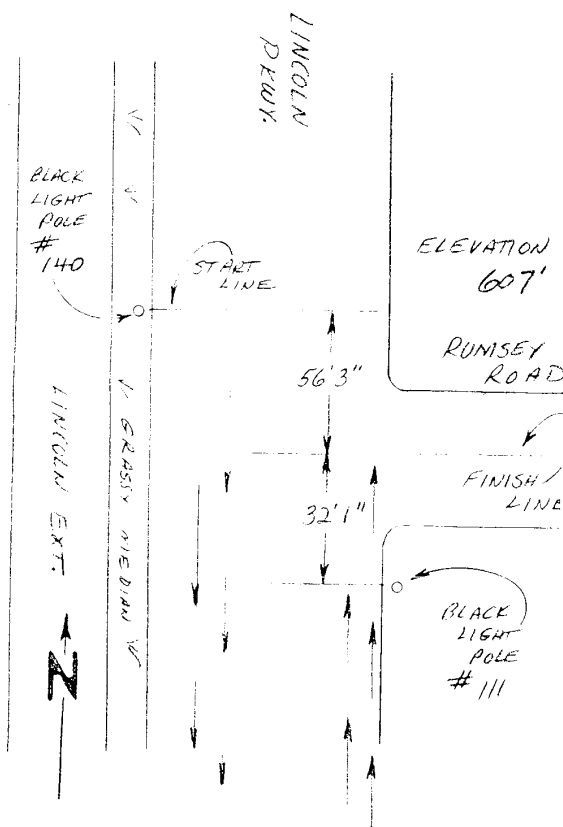 LINCOLN
PKWY.
BLACK
LIGHT
POLE
#
140
START
LINE
ELEVATION
607'
RUMSEY
ROAD
56'3"
FINISH
LINE
32'1"
LINCOLN EXT.
GRASSY MEDIAN
N
BLACK
LIGHT
POLE
# 111